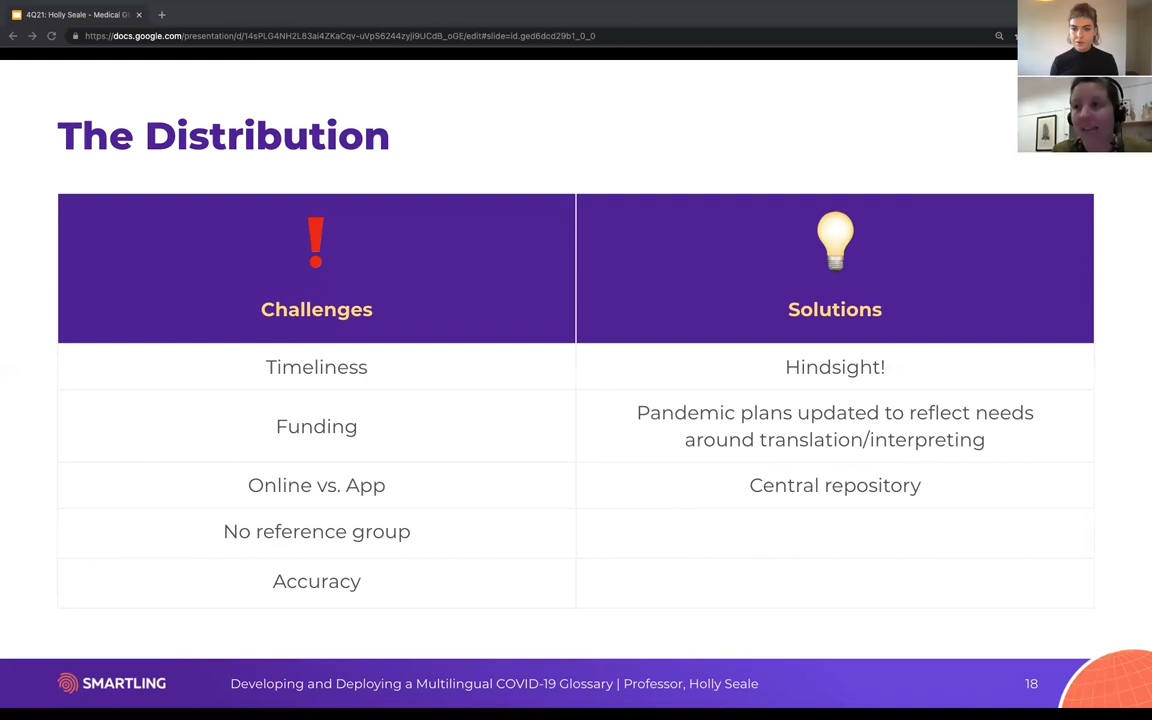 4Q21: Holly Seale - Medical Gl
https://docs.google.com/presentation/d/14sPLG4NH2L83ai4ZKaCqv-uVpS6244zyji9UCdB_oGE/edit#slide=id.ged6dcd29b1_0_0
The Distribution
Challenges
Solutions
Timeliness
Hindsight!
Funding
Pandemic plans updated to reflect needs
around translation/interpreting
Online vs. App
Central repository
No reference group
Accuracy
SMARTLING
Developing and Deploying a Multilingual COVID-19 Glossary | Professor, Holly Seale
18